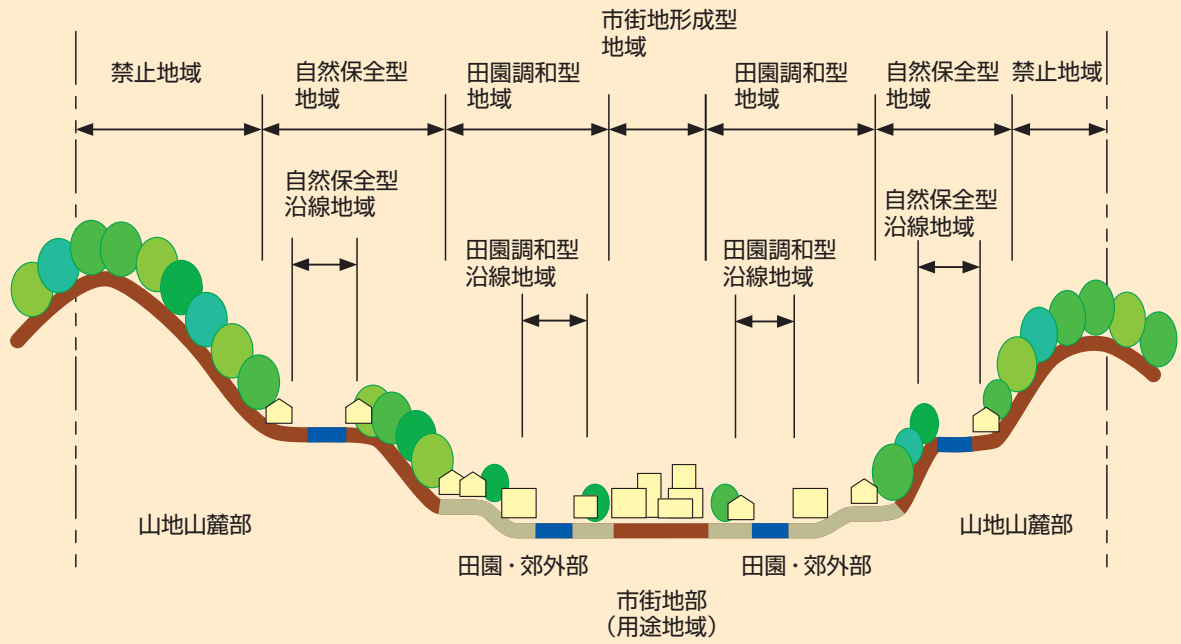 市街地形成型
地域
禁止地域
自然保全型
地域
田園調和型
地域
田園調和型
地域
自然保全型
地域
禁止地域
自然保全型
沿線地域
自然保全型
沿線地域
田園調和型
沿線地域
田園調和型
沿線地域
山地山麓部
山地山麓部
田園・郊外部
田園・郊外部
市街地部
（用途地域）